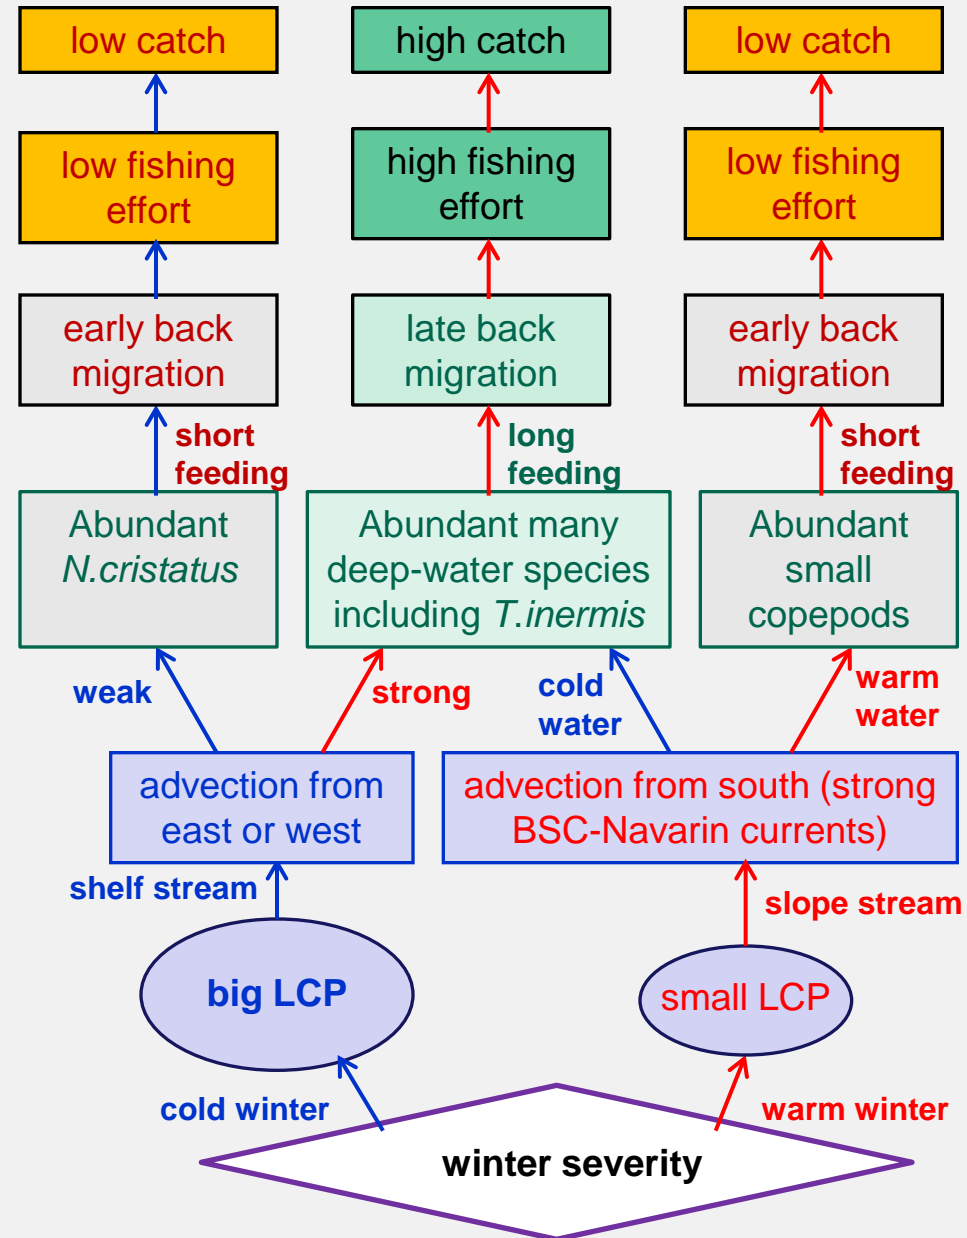 low catch
high catch
low catch
low fishing
effort
high fishing
effort
low fishing
effort
early back
migration
late back
migration
early back
migration
short
feeding
long
feeding
short
feeding
Abundant
N.cristatus
Abundant many
deep-water species
including T.inermis
Abundant
small
copepods
weak
strong
cold
water
warm
water
advection from
east or west
advection from south (strong
BSC-Navarin currents)
shelf stream
slope stream
big LCP
small LCP
cold winter
warm winter
winter severity